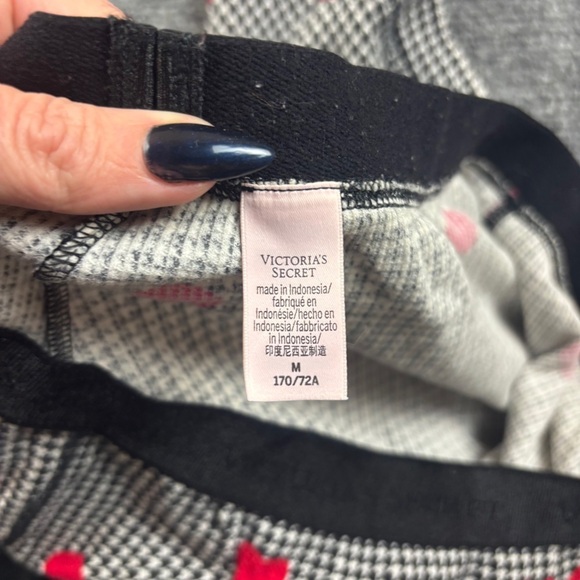 VICTORIA'S
SECRET
made in Indonesia/
fabriqué en
Indonésie/hecho en
Indonesia/fabbricato
in Indonesia/
印度尼西亚制造
M
170/72A